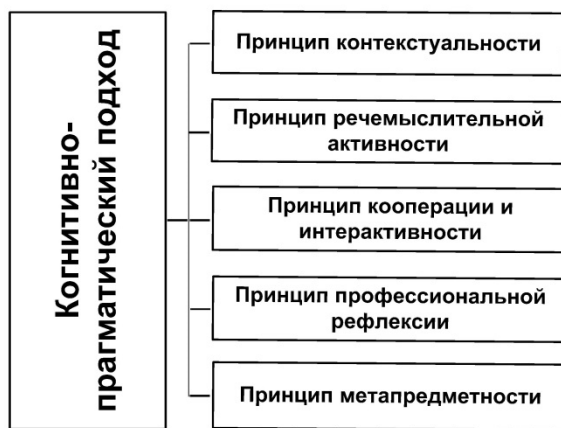 Когнитивно-
прагматический подход
Принцип контекстуальности
Принцип речемыслительной
активности
Принцип кооперации и
интерактивности
Принцип профессиональной
рефлексии
Принцип метапредметности